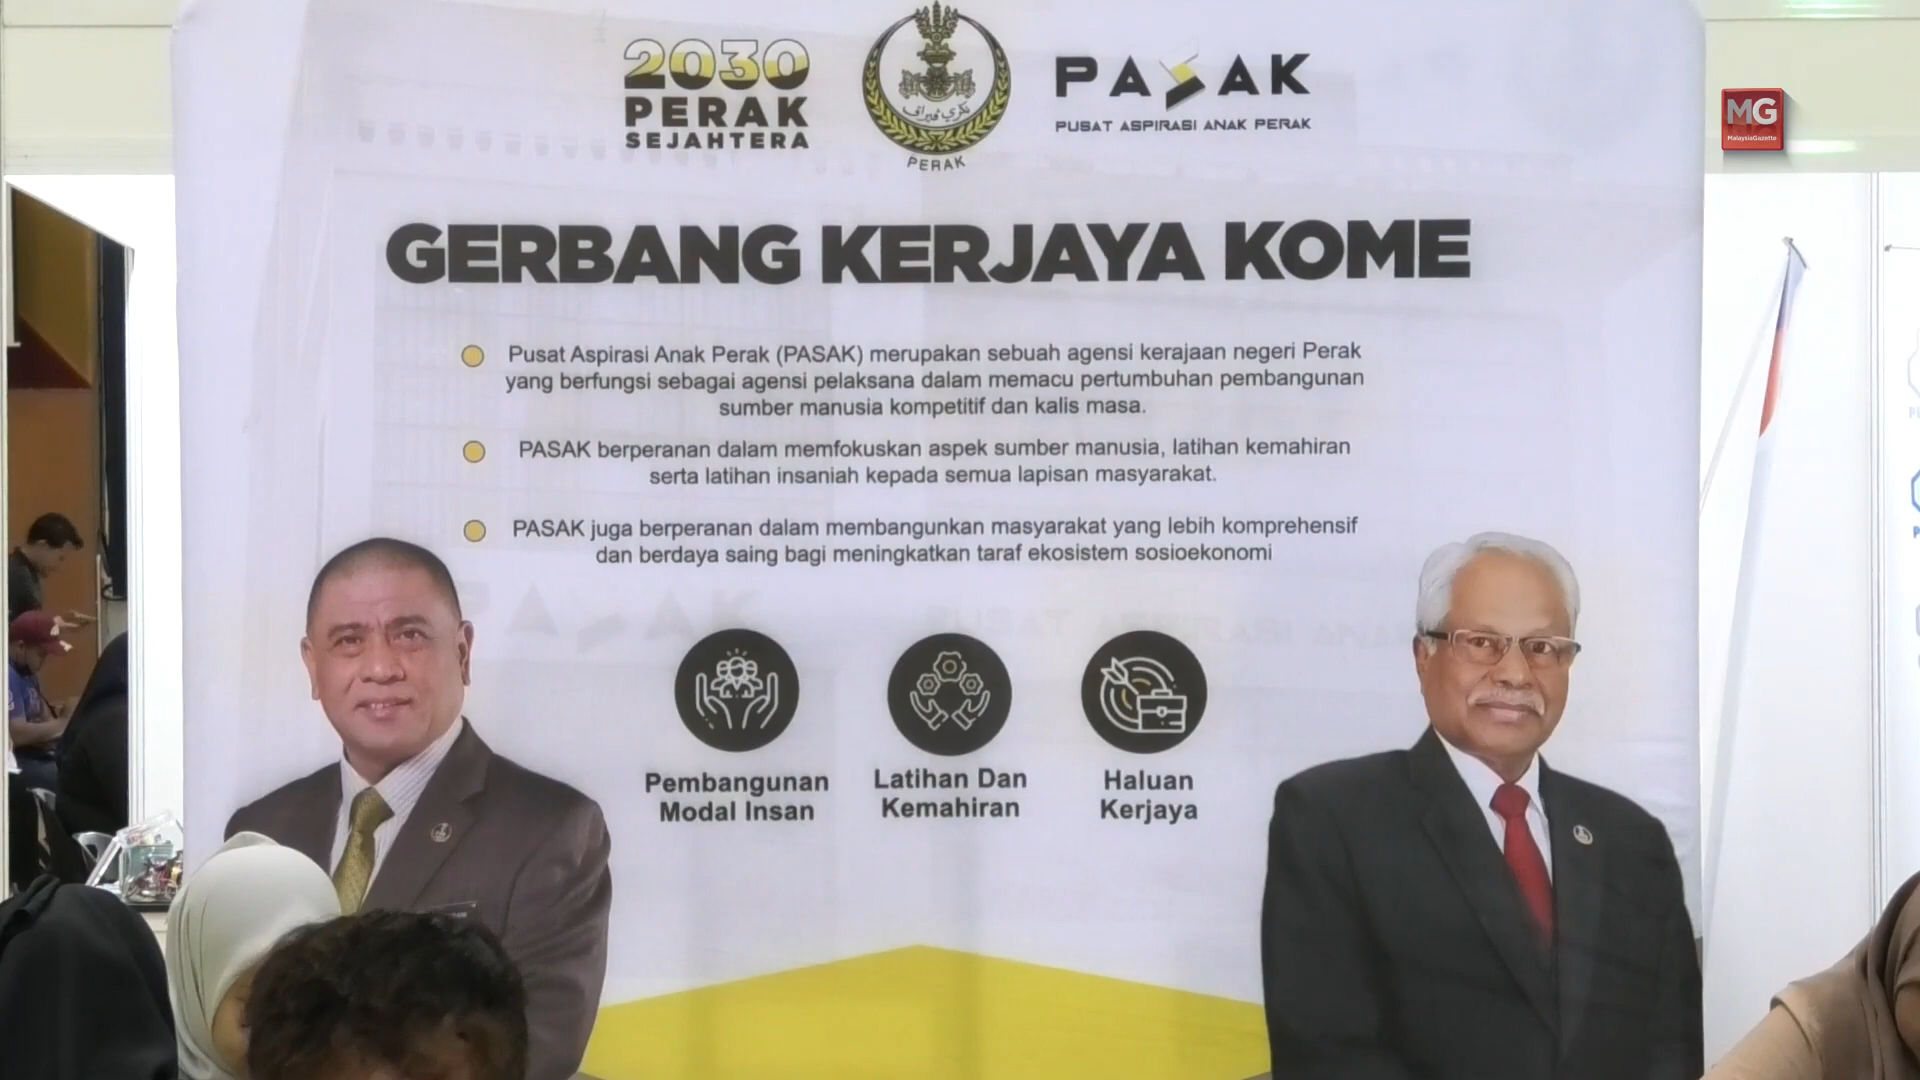 2030
PERAK
SEJAHTERA
PERAK
PASAK
PUSAT ASPIRASI ANAK PERAK
MG
MalaysiaGazette
GERBANG KERJAYA KOME
Pusat Aspirasi Anak Perak (PASAK) merupakan sebuah agensi kerajaan negeri Perak
yang berfungsi sebagai agensi pelaksana dalam memacu pertumbuhan pembangunan
sumber manusia kompetitif dan kalis masa.
PASAK berperanan dalam memfokuskan aspek sumber manusia, latihan kemahiran
serta latihan insaniah kepada semua lapisan masyarakat.
PASAK juga berperanan dalam membangunkan masyarakat yang lebih komprehensif
dan berdaya saing bagi meningkatkan taraf ekosistem sosioekonomi
Pembangunan
Modal Insan
Latihan Dan
Kemahiran
Haluan
Kerjaya